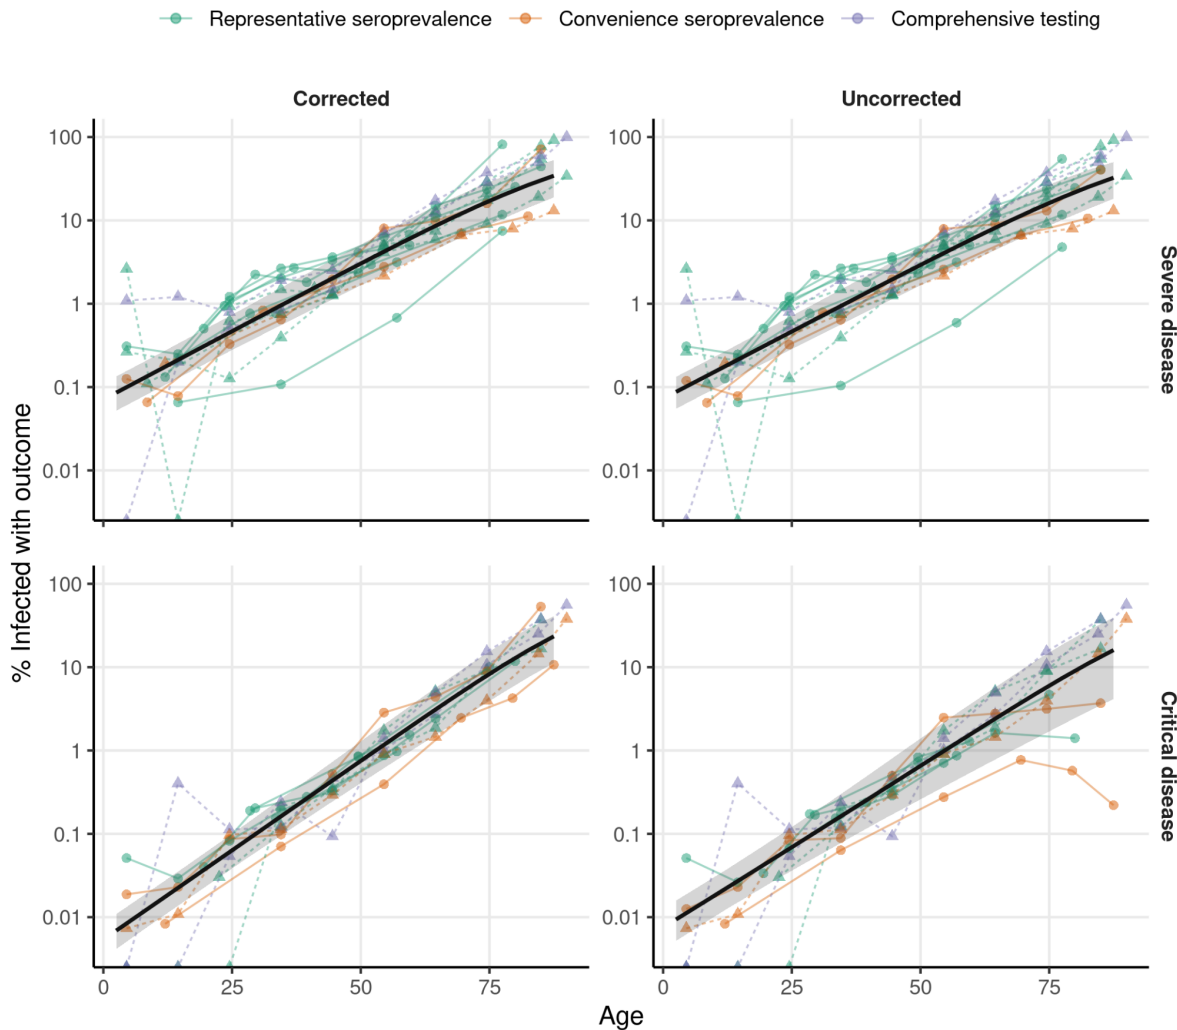 Representative seroprevalence Convenience seroprevalence Comprehensive testing
Corrected Uncorrected
% Infected with outcome
100
10
1
0.1
0.01
Severe disease
100
10
1
0.1
0.01
Critical disease
0 25 50 75 0 25 50 75
Age